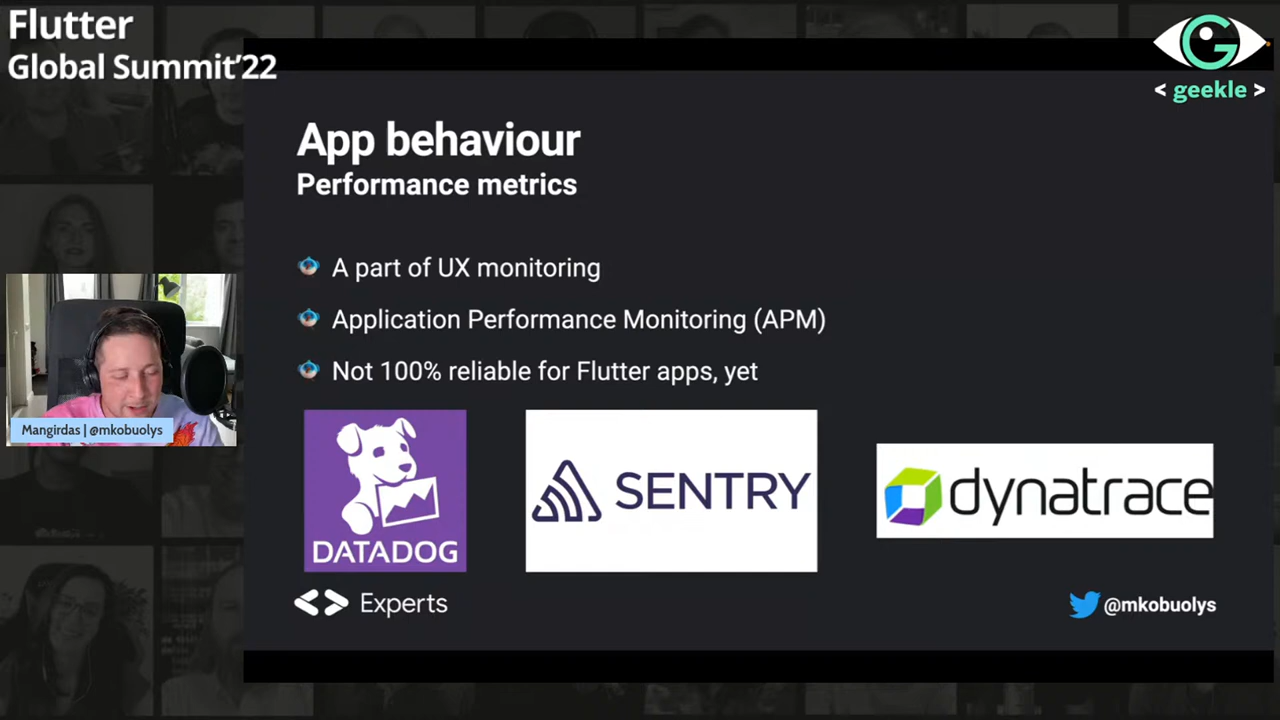 Flutter
Global Summit'22
< geekle >
App behaviour
Performance metrics
A part of UX monitoring
Application Performance Monitoring (APM)
Not 100% reliable for Flutter apps, yet
Mangirdas | @mkobuolys
DATADOG
SENTRY
dynatrace
<> Experts
@mkobuolys